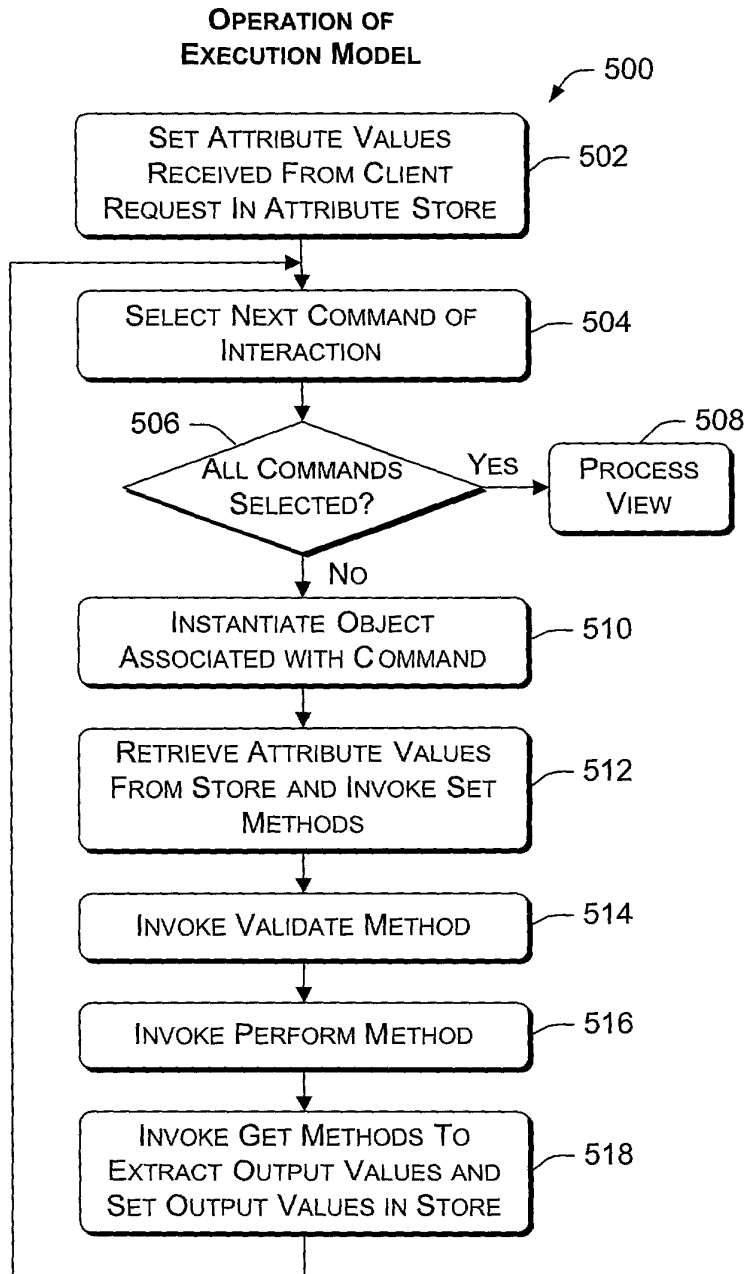 OPERATION OF
EXECUTION MODEL
500
SET ATTRIBUTE VALUES
RECEIVED FROM CLIENT
REQUEST IN ATTRIBUTE STORE
502
SELECT NEXT COMMAND OF
INTERACTION
504
506
ALL COMMANDS
SELECTED?
YES
508
PROCESS
VIEW
NO
INSTANTIATE OBJECT
ASSOCIATED WITH COMMAND
510
RETRIEVE ATTRIBUTE VALUES
FROM STORE AND INVOKE SET
METHODS
512
INVOKE VALIDATE METHOD
514
INVOKE PERFORM METHOD
516
INVOKE GET METHODS TO
EXTRACT OUTPUT VALUES AND
SET OUTPUT VALUES IN STORE
518